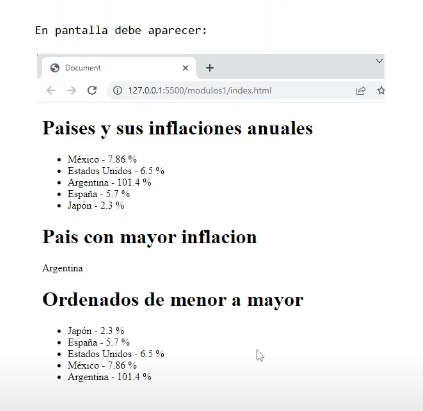 En pantalla debe aparecer:
Document
127.0.0.1:5500/modulos1/index.html
Paises y sus inflaciones anuales
México - 7.86 %
Estados Unidos - 6.5 %
Argentina - 101.4 %
España - 5.7 %
Japón - 2.3 %
Pais con mayor inflacion
Argentina
Ordenados de menor a mayor
Japón - 2.3 %
España - 5.7 %
Estados Unidos - 6.5 %
México - 7.86 %
Argentina - 101.4 %